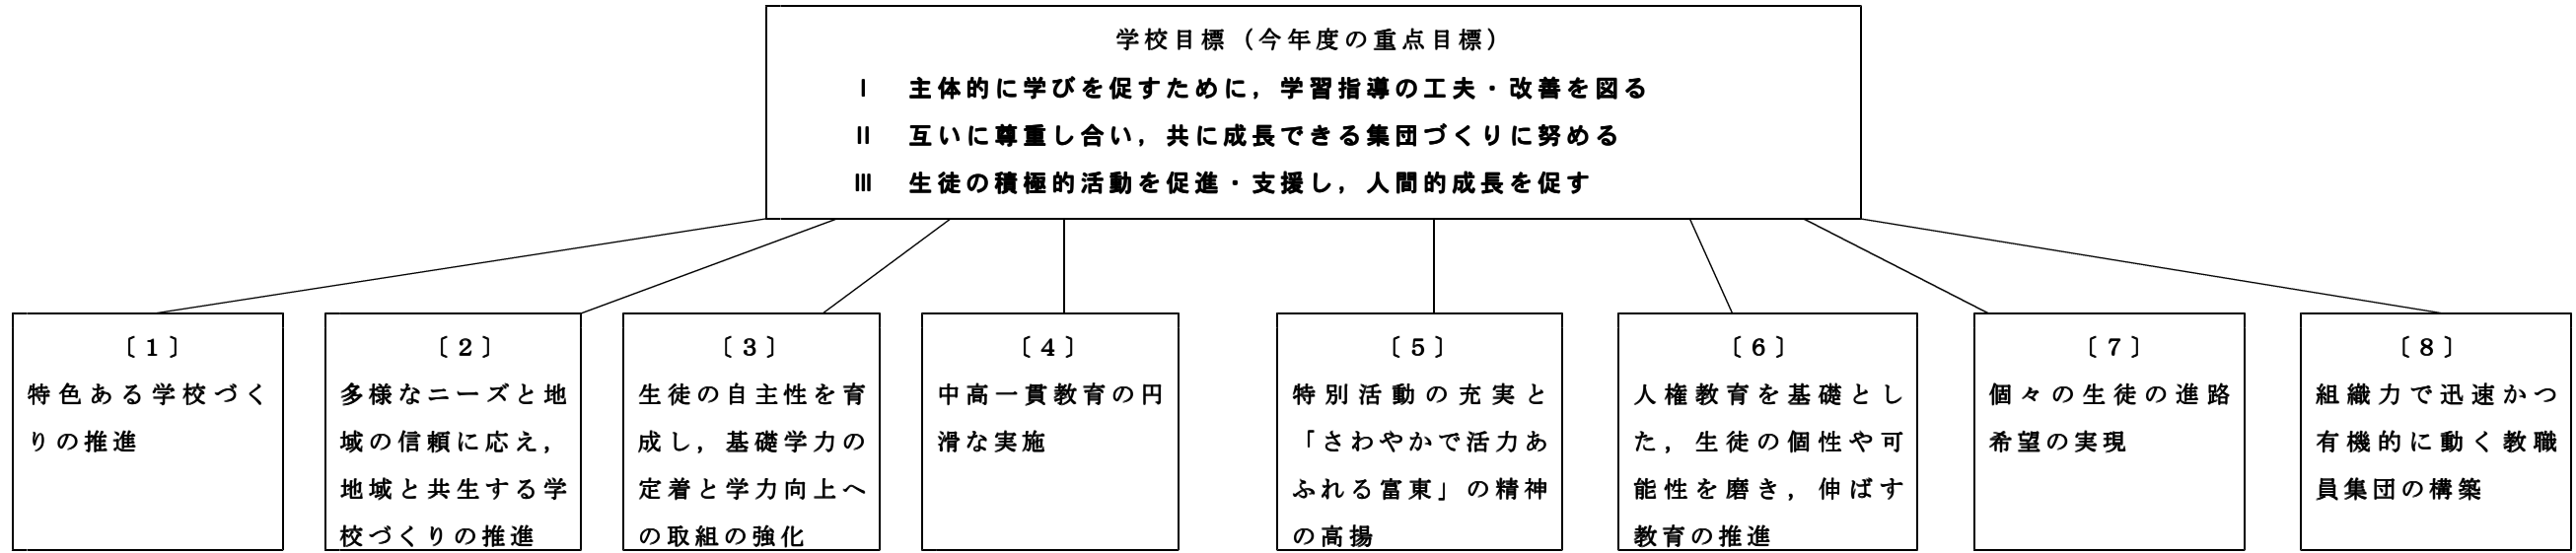 学校目標（今年度の重点目標）
Ⅰ　主体的に学びを促すために，学習指導の工夫・改善を図る
Ⅱ　互いに尊重し合い，共に成長できる集団づくりに努める
Ⅲ　生徒の積極的活動を促進・支援し，人間的成長を促す
〔１〕
特色ある学校づく
りの推進
〔２〕
多様なニーズと地
域の信頼に応え，
地域と共生する学
校づくりの推進
〔３〕
生徒の自主性を育
成し，基礎学力の
定着と学力向上へ
の取組の強化
〔４〕
中高一貫教育の円
滑な実施
〔５〕
特別活動の充実と
「さわやかで活力あ
ふれる富東」の精神
の高揚
〔６〕
人権教育を基礎とし
た，生徒の個性や可
能性を磨き，伸ばす
教育の推進
〔７〕
個々の生徒の進路
希望の実現
〔８〕
組織力で迅速かつ
有機的に動く教職
員集団の構築